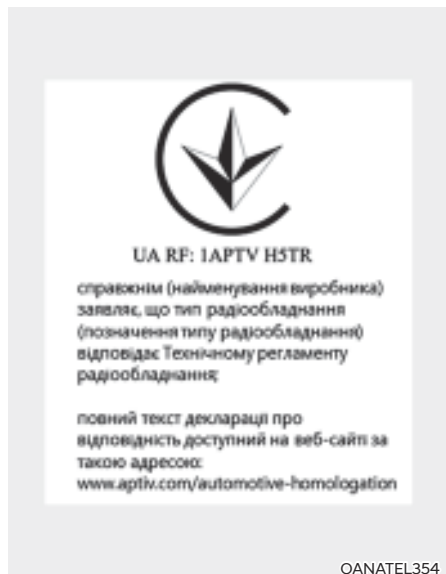 UA RF: 1APTV H5TR
справжнім (найменування виробника)
заявляє, що тип радіообладнання
(позначення типу радіообладнання)
відповідає Технічному регламенту
радіообладнання;
повний текст декларації про
відповідність доступний на веб-сайті за
такою адресою:
www.aptiv.com/automotive-homologation
OANATEL354